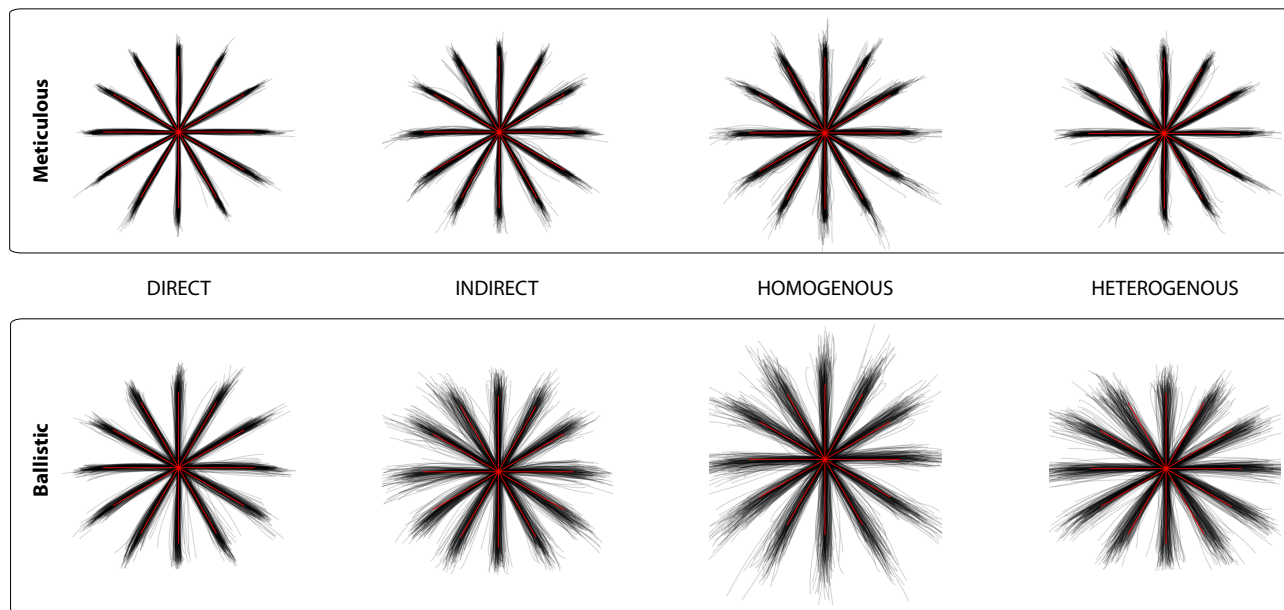 Meticulous
DIRECT
INDIRECT
HOMOGENOUS
HETEROGENOUS
Ballistic